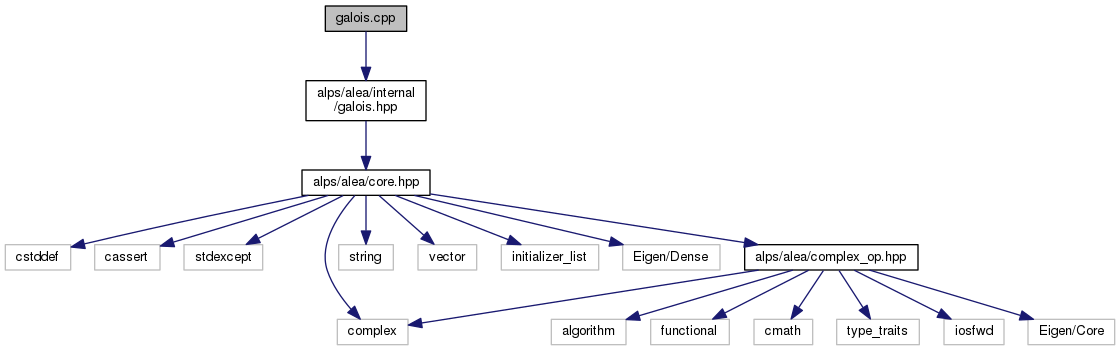 galois.cpp
alps/alea/internal
/galois.hpp
alps/alea/core.hpp
cstddef
cassert
stdexcept
string
vector
initializer_list
Eigen/Dense
alps/alea/complex_op.hpp
complex
algorithm
functional
cmath
type_traits
iosfwd
Eigen/Core